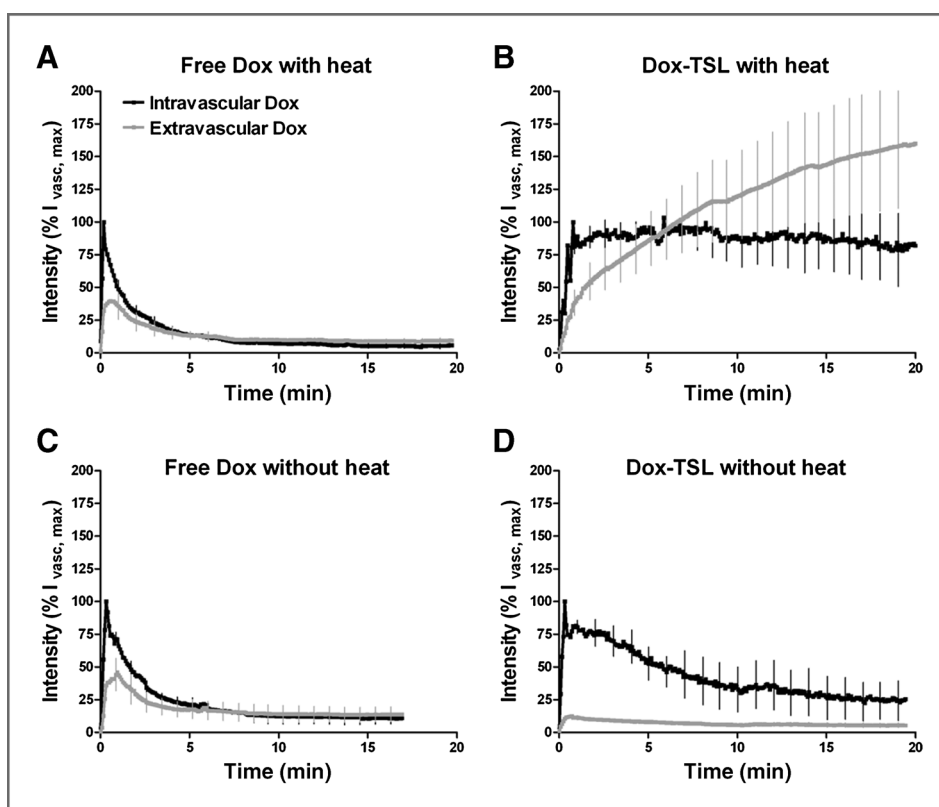 A
Free Dox with heat
Intravascular Dox
Extravascular Dox
Intensity (% I vasc, max)
200
175
150
125
100
75
50
25
0
0 5 10 15 20
Time (min)
B
Dox-TSL with heat
Intensity (% I vasc, max)
200
175
150
125
100
75
50
25
0
0 5 10 15 20
Time (min)
C
Free Dox without heat
Intensity (% I vasc, max)
200
175
150
125
100
75
50
25
0
0 5 10 15 20
Time (min)
D
Dox-TSL without heat
Intensity (% I vasc, max)
200
175
150
125
100
75
50
25
0
0 5 10 15 20
Time (min)